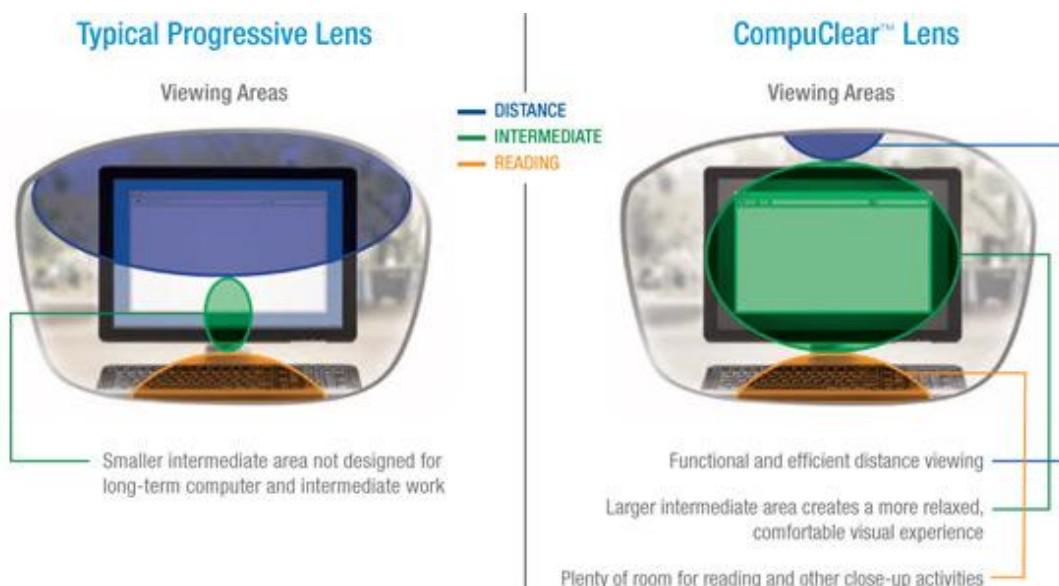 Typical Progressive Lens
Viewing Areas
Smaller intermediate area not designed for
long-term computer and intermediate work
DISTANCE
INTERMEDIATE
READING
CompuClear™ Lens
Viewing Areas
Functional and efficient distance viewing
Larger intermediate area creates a more relaxed,
comfortable visual experience
Plenty of room for reading and other close-up activities